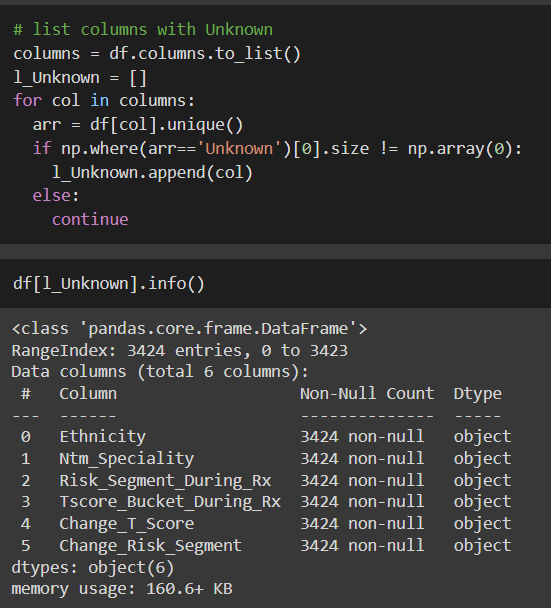 # list columns with Unknown
columns = df.columns.to_list()
l_Unknown = []
for col in columns:
  arr = df[col].unique()
  if np.where(arr=='Unknown')[0].size != np.array(0):
    l_Unknown.append(col)
  else:
    continue
df[l_Unknown].info()
<class 'pandas.core.frame.DataFrame'>
RangeIndex: 3424 entries, 0 to 3423
Data columns (total 6 columns):
 #   Column                   Non-Null Count  Dtype
---  ------                   --------------  -----
 0   Ethnicity                3424 non-null   object
 1   Ntm_Speciality           3424 non-null   object
 2   Risk_Segment_During_Rx   3424 non-null   object
 3   Tscore_Bucket_During_Rx  3424 non-null   object
 4   Change_T_Score           3424 non-null   object
 5   Change_Risk_Segment      3424 non-null   object
dtypes: object(6)
memory usage: 160.6+ KB